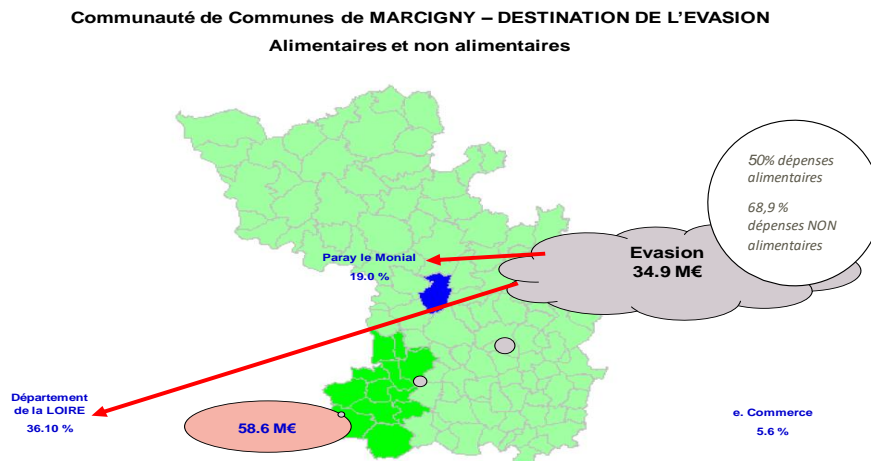 Communauté de Communes de MARCIGNY – DESTINATION DE L’EVASION
Alimentaires et non alimentaires
50% dépenses
alimentaires
68,9 %
dépenses NON
alimentaires
Evasion
34.9 M€
Paray le Monial
19.0 %
Département
de la LOIRE
36.10 %
58.6 M€
e. Commerce
5.6 %